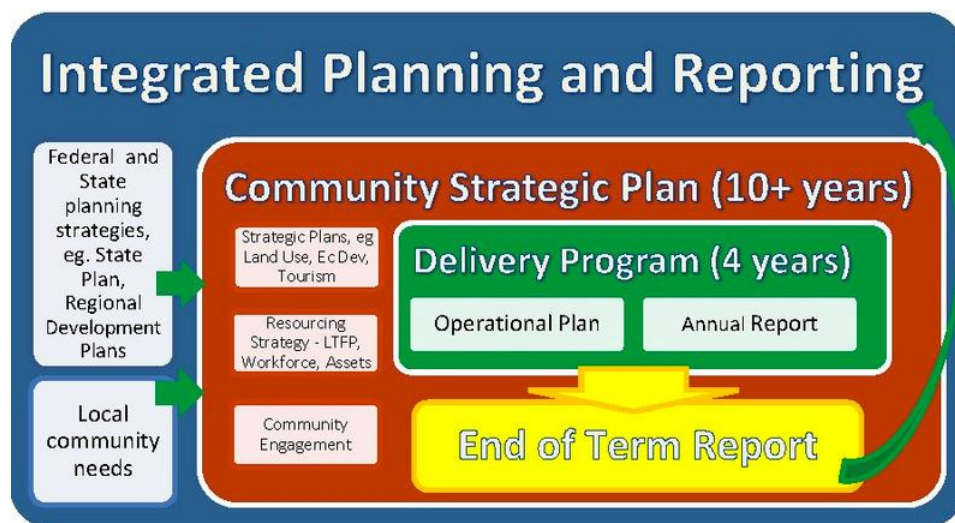 Integrated Planning and Reporting
Federal and
State
planning
strategies,
eg. State
Plan,
Regional
Development
Plans
Local
community
needs
Community Strategic Plan (10+ years)
Strategic Plans, eg
Land Use, EcDev,
Tourism
Resourcing
Strategy - LTFP,
Workforce, Assets
Community
Engagement
Delivery Program (4 years)
Operational Plan
Annual Report
End of Term Report